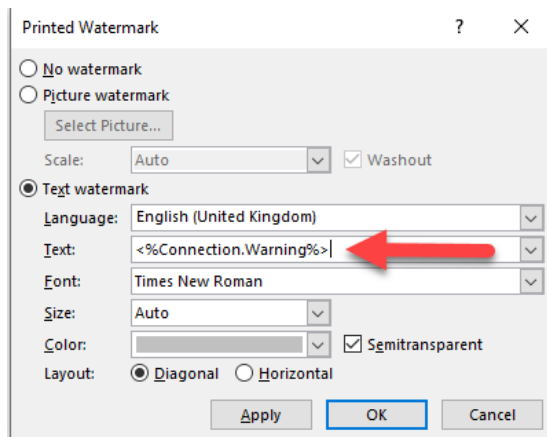 Printed Watermark ? ×
No watermark
Picture watermark
Select Picture...
Scale: Auto Washout
Text watermark
Language: English (United Kingdom)
Text: <%Connection.Warning%>
Font: Times New Roman
Size: Auto
Color: Semitransparent
Layout: Diagonal Horizontal
Apply OK Cancel